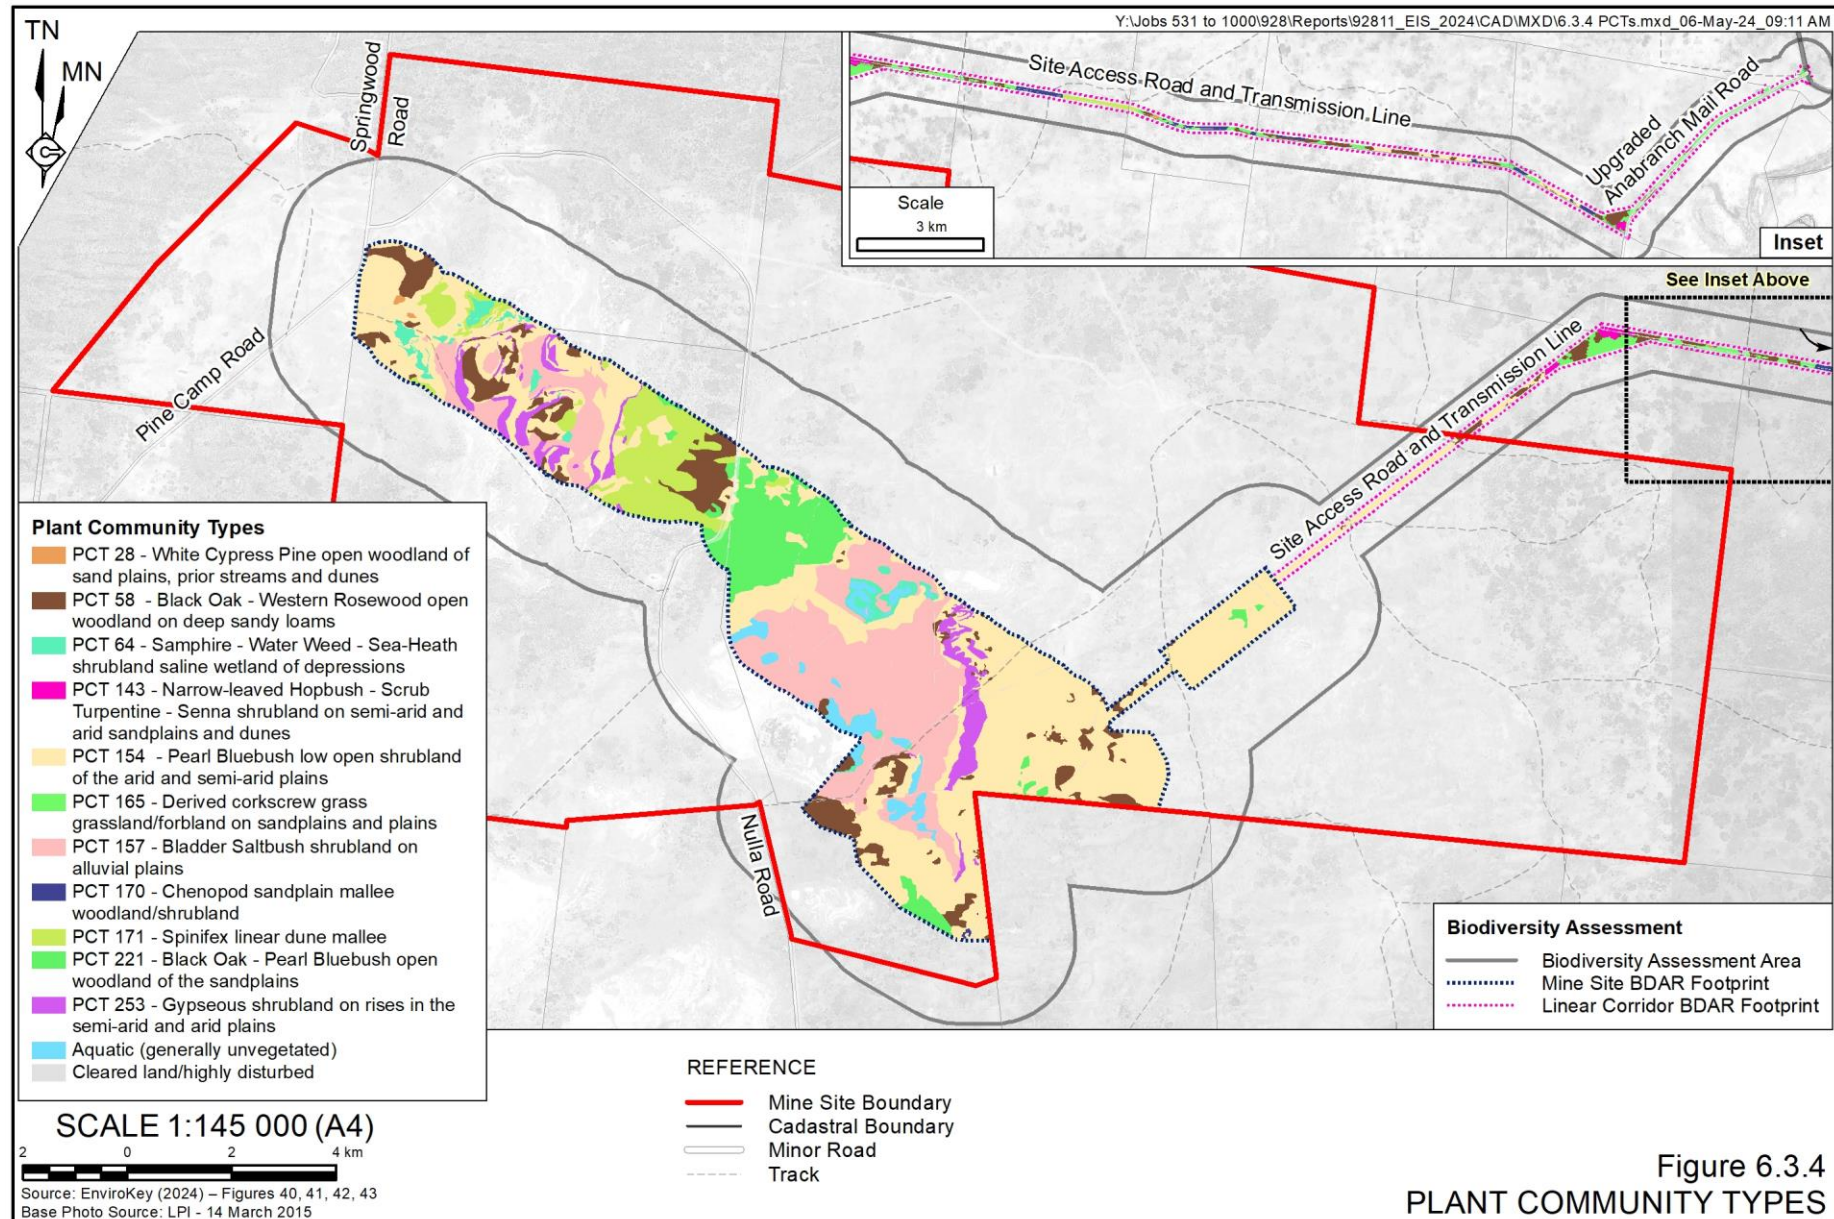 Y:\Jobs 531 to 1000\928\Reports\92811_EIS_2024\CAD\MXD\6.3.4 PCTs.mxd_06-May-24_09:11 AM
TN
MN
Springwood
Road
Site Access Road and Transmission Line
Upgraded
Anabranch Mail Road
Scale
3 km
Inset
See Inset Above
Pine Camp Road
Site Access Road and Transmission Line
Nulla Road
Plant Community Types
PCT 28 - White Cypress Pine open woodland of
sand plains, prior streams and dunes
PCT 58 - Black Oak - Western Rosewood open
woodland on deep sandy loams
PCT 64 - Samphire - Water Weed - Sea-Heath
shrubland saline wetland of depressions
PCT 143 - Narrow-leaved Hopbush - Scrub
Turpentine - Senna shrubland on semi-arid and
arid sandplains and dunes
PCT 154 - Pearl Bluebush low open shrubland
of the arid and semi-arid plains
PCT 165 - Derived corkscrew grass
grassland/forbland on sandplains and plains
PCT 157 - Bladder Saltbush shrubland on
alluvial plains
PCT 170 - Chenopod sandplain mallee
woodland/shrubland
PCT 171 - Spinifex linear dune mallee
PCT 221 - Black Oak - Pearl Bluebush open
woodland of the sandplains
PCT 253 - Gypseous shrubland on rises in the
semi-arid and arid plains
Aquatic (generally unvegetated)
Cleared land/highly disturbed
Biodiversity Assessment
Biodiversity Assessment Area
Mine Site BDAR Footprint
Linear Corridor BDAR Footprint
SCALE 1:145 000 (A4)
2 0 2 4 km
Source: EnviroKey (2024) – Figures 40, 41, 42, 43
Base Photo Source: LPI - 14 March 2015
REFERENCE
Mine Site Boundary
Cadastral Boundary
Minor Road
Track
Figure 6.3.4
PLANT COMMUNITY TYPES